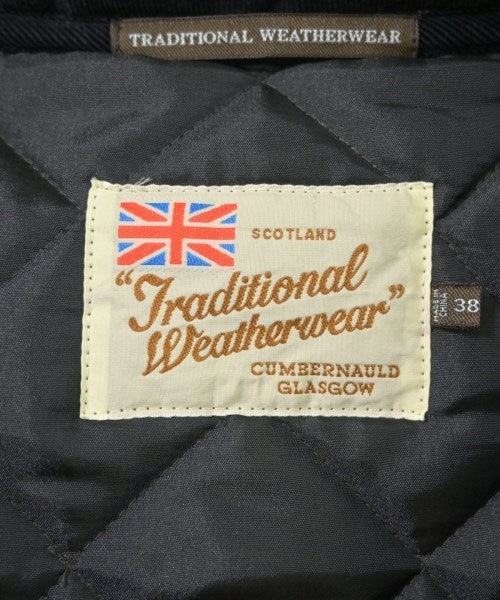 TRADITIONAL WEATHERWEAR
SCOTLAND
"Traditional
Weatherwear"
CUMBERNAULD
GLASGOW
MADE IN
CHINA
38